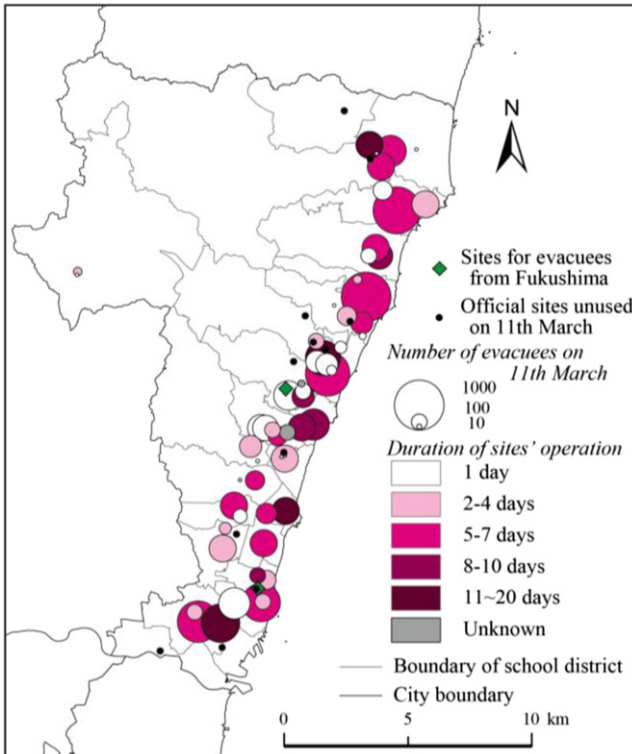 N
Sites for evacuees
from Fukushima
Official sites unused
on 11th March
Number of evacuees on
11th March
1000
100
10
Duration of sites' operation
1 day
2-4 days
5-7 days
8-10 days
11~20 days
Unknown
Boundary of school district
City boundary
0 km
5
10